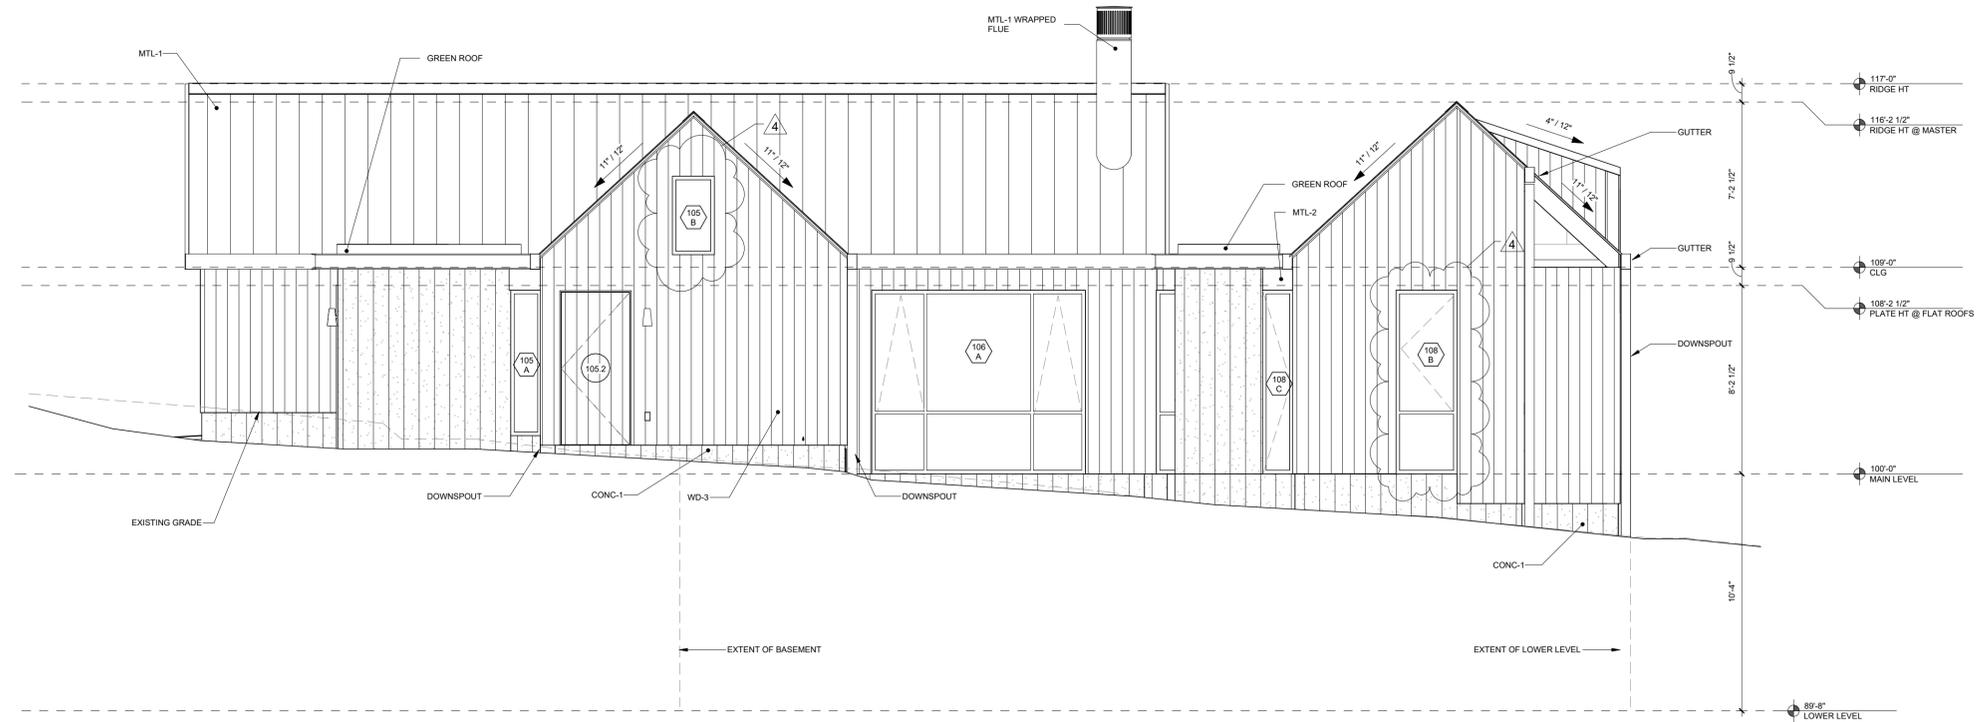 MTL-1 WRAPPED
FLUE
MTL-1
GREEN ROOF
9 1/2"
117'-0"
RIDGE HT
116'-2 1/2"
RIDGE HT @ MASTER
4
4" / 12"
GUTTER
11" / 12"
11" / 12"
11" / 12"
11" / 12"
GREEN ROOF
7'-2 1/2"
MTL-2
105
B
4
GUTTER
9 1/2"
109'-0"
CLG
108'-2 1/2"
PLATE HT @ FLAT ROOFS
105
A
105.2
106
A
108
C
108
B
DOWNSPOUT
8'-2 1/2"
100'-0"
MAIN LEVEL
DOWNSPOUT
CONC-1
WD-3
DOWNSPOUT
EXISTING GRADE
CONC-1
10'-4"
EXTENT OF BASEMENT
EXTENT OF LOWER LEVEL
89'-8"
LOWER LEVEL